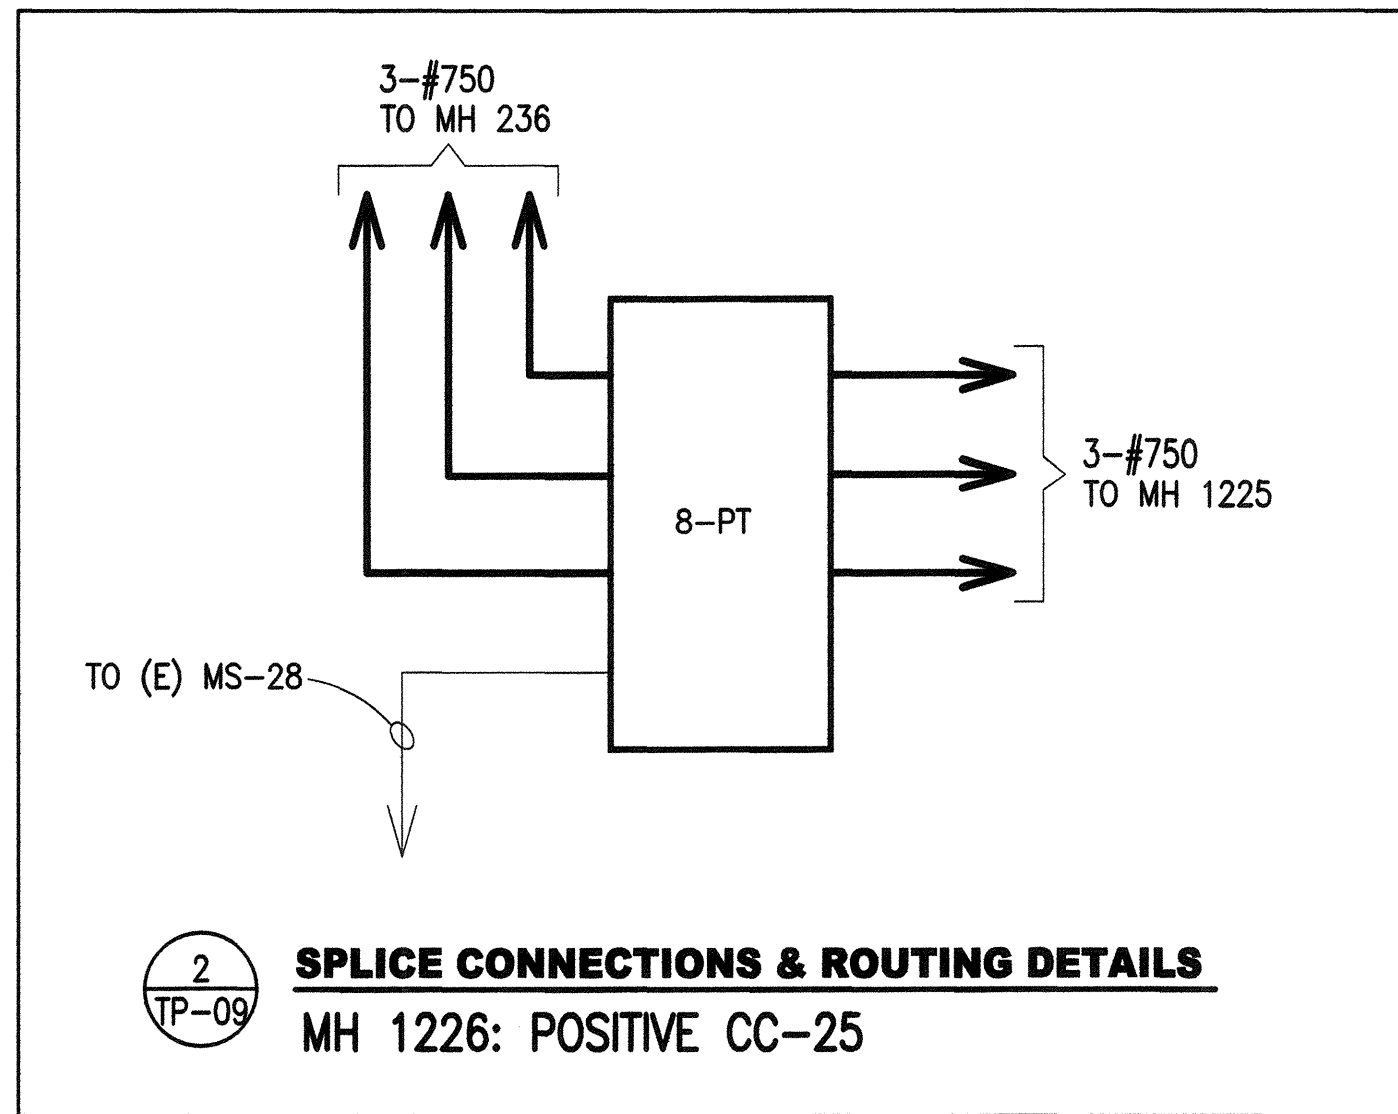 3-#750
TO MH 236
3-#750
TO MH 1225
8-PT
TO (E) MS-28
2
TP-09
SPLICE CONNECTIONS & ROUTING DETAILS
MH 1226: POSITIVE CC-25